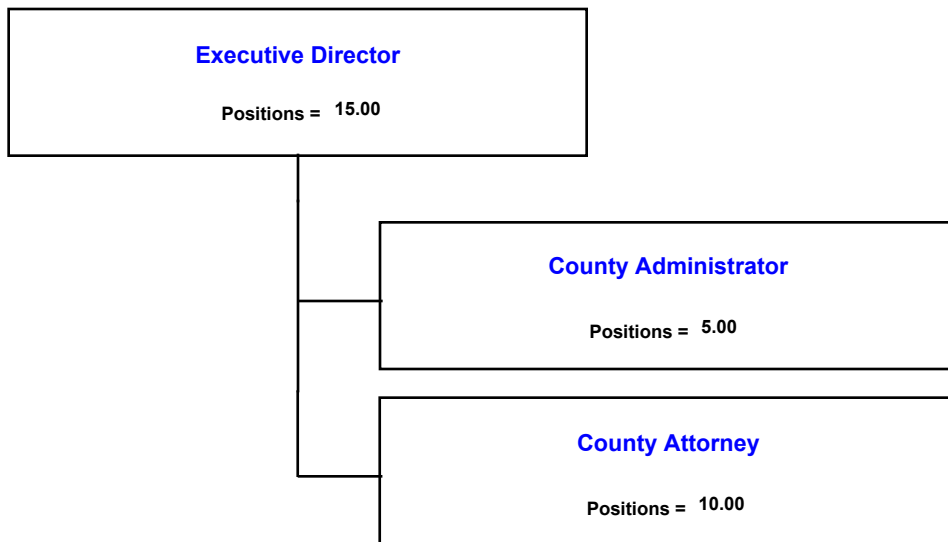 Executive Director
Positions = 15.00
County Administrator
Positions = 5.00
County Attorney
Positions = 10.00